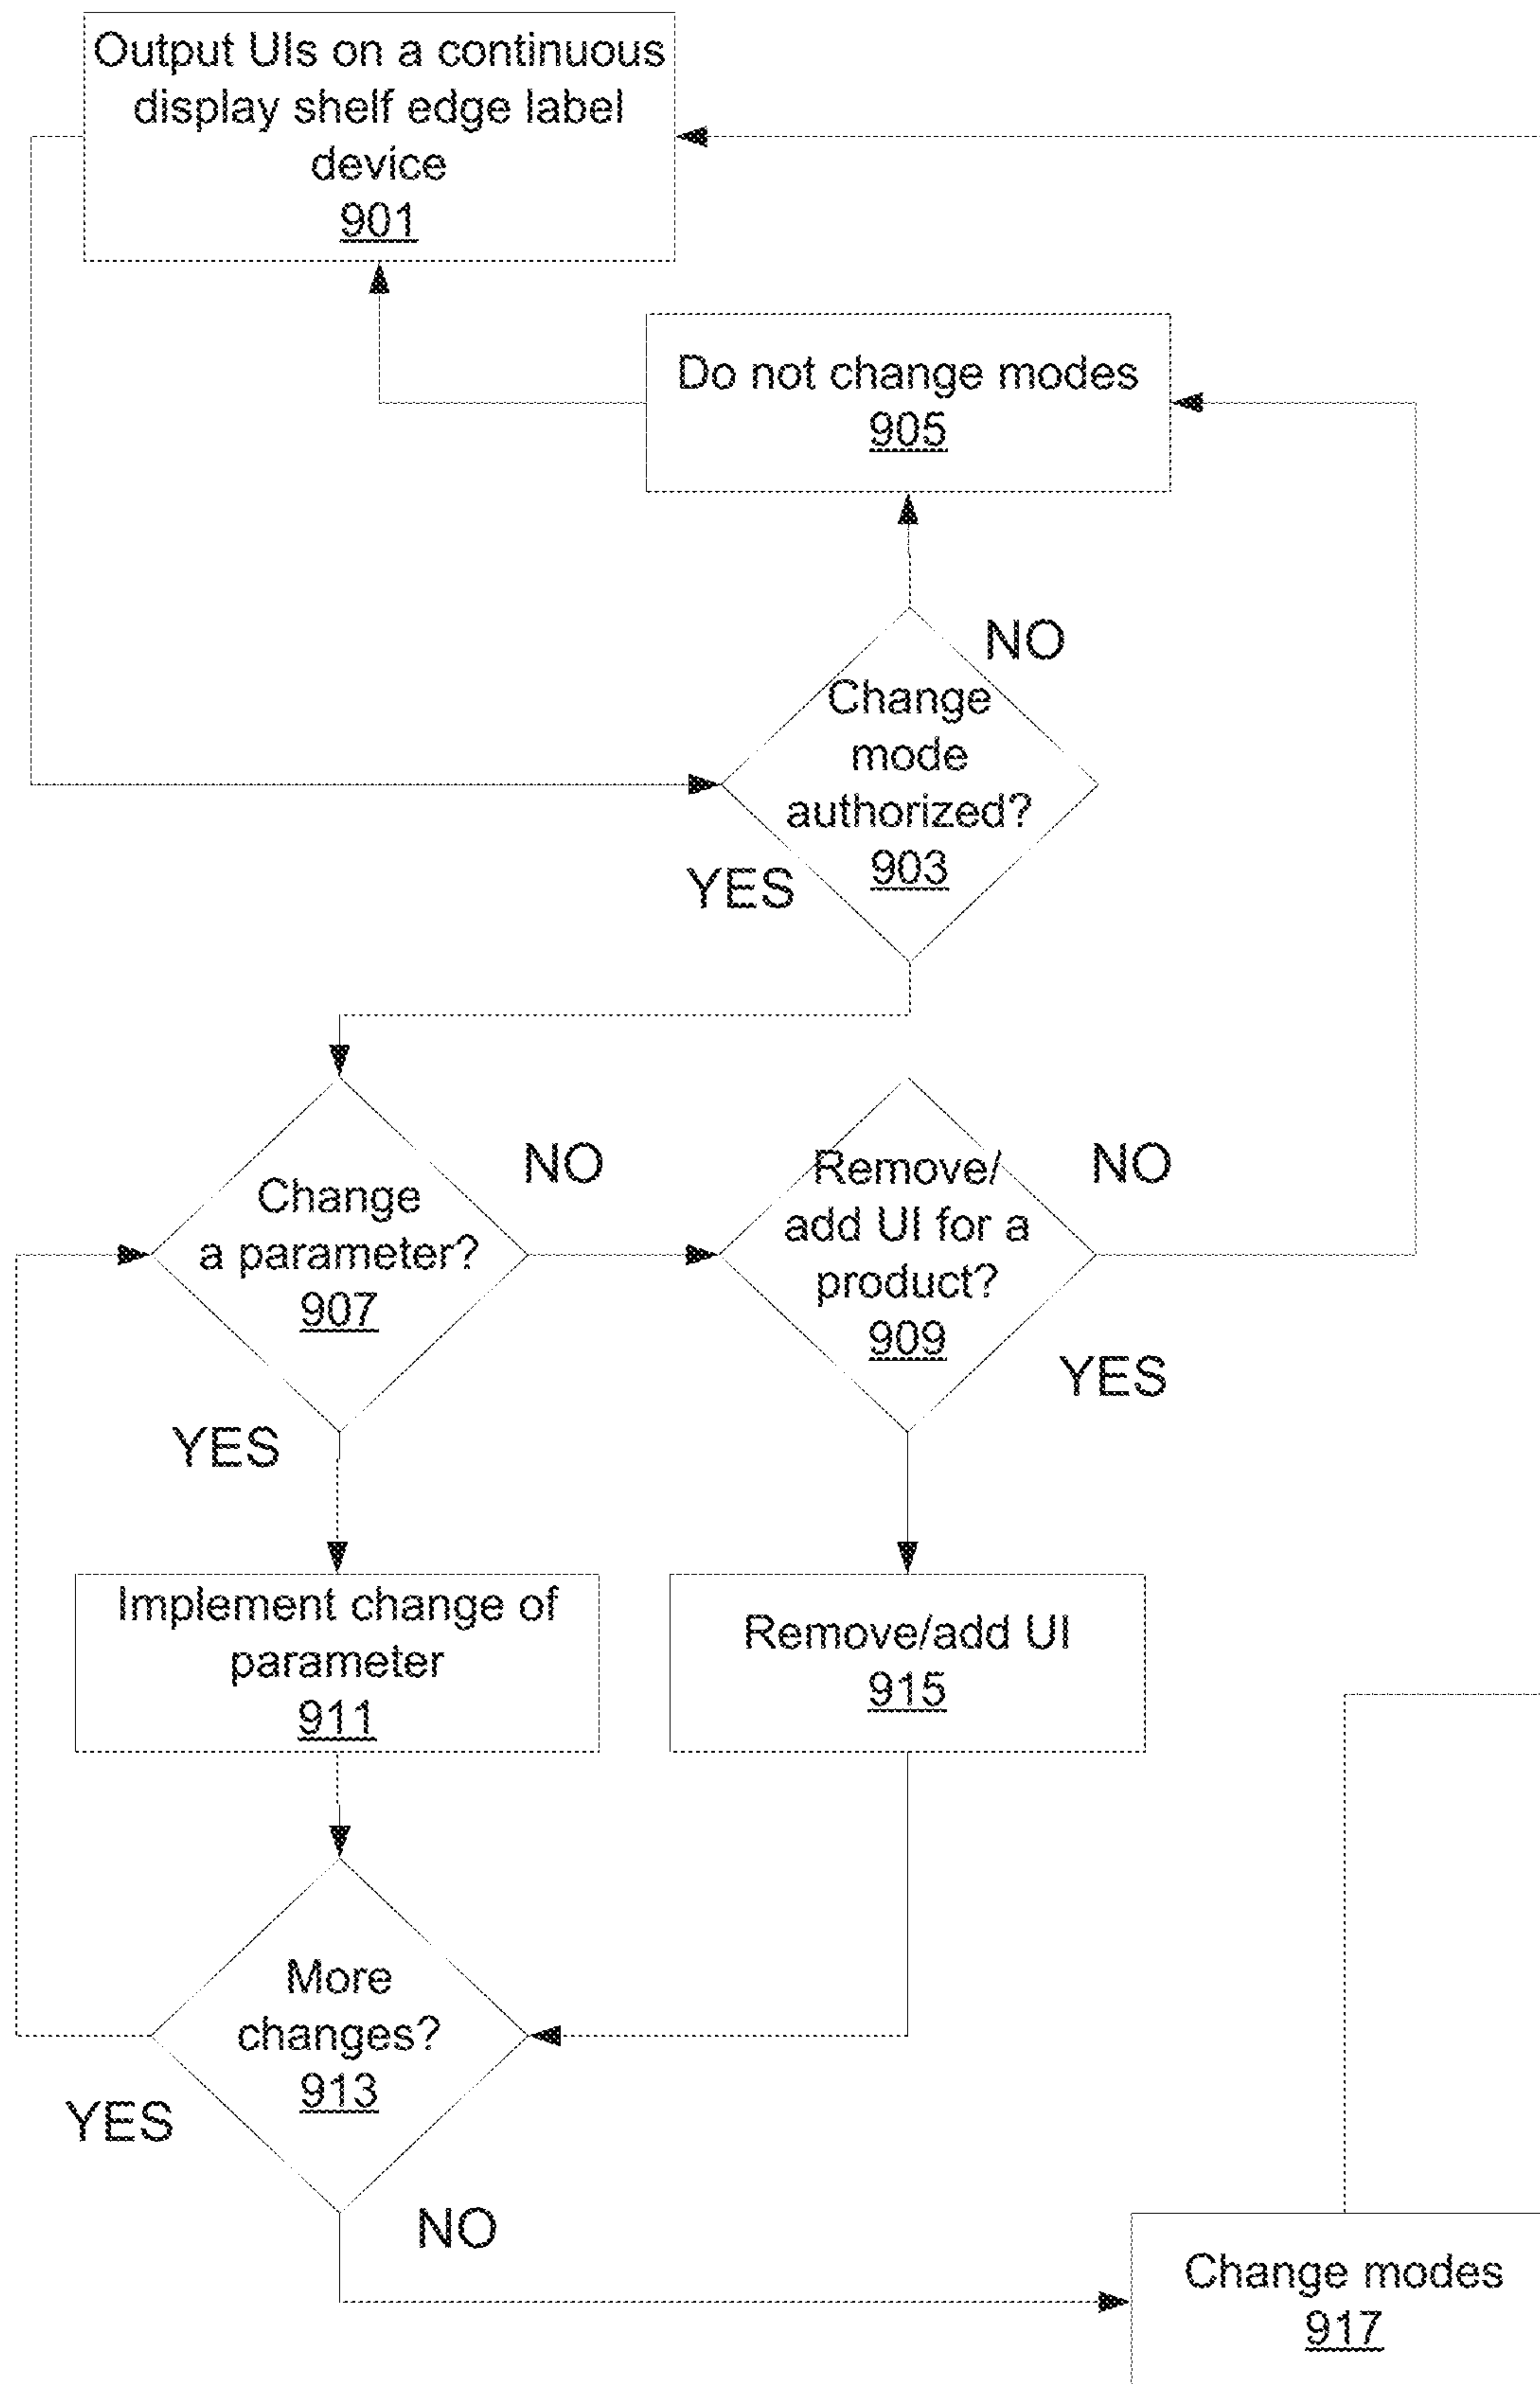 Output UIs on a continuous
display shelf edge label
device
901
Do not change modes
905
NO
Change
mode
authorized?
903
YES
NO
Change
a parameter?
907
YES
Remove/
add UI for a
product?
909
NO
YES
Implement change of
parameter
911
Remove/add UI
915
More
changes?
913
YES
NO
Change modes
917